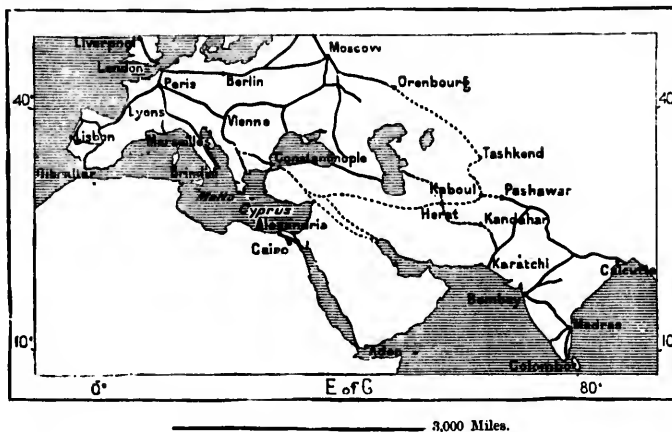 Liverpool
Moscow
London
Paris
Berlin
Orenbourg
40°
40
Lyons
Vienne
Lisbon
Marseilles
Constantinople
Tashkend
Gibraltar
Brindisi
Kaboul
Peshawar
Malta
Cyprus
Herat
Kandahar
Alexandria
Cairo
Karatchi
Calcutta
Bombay
Madras
10°
10
Aden
Colombo
0°
E of G
80°
3,000 Miles.